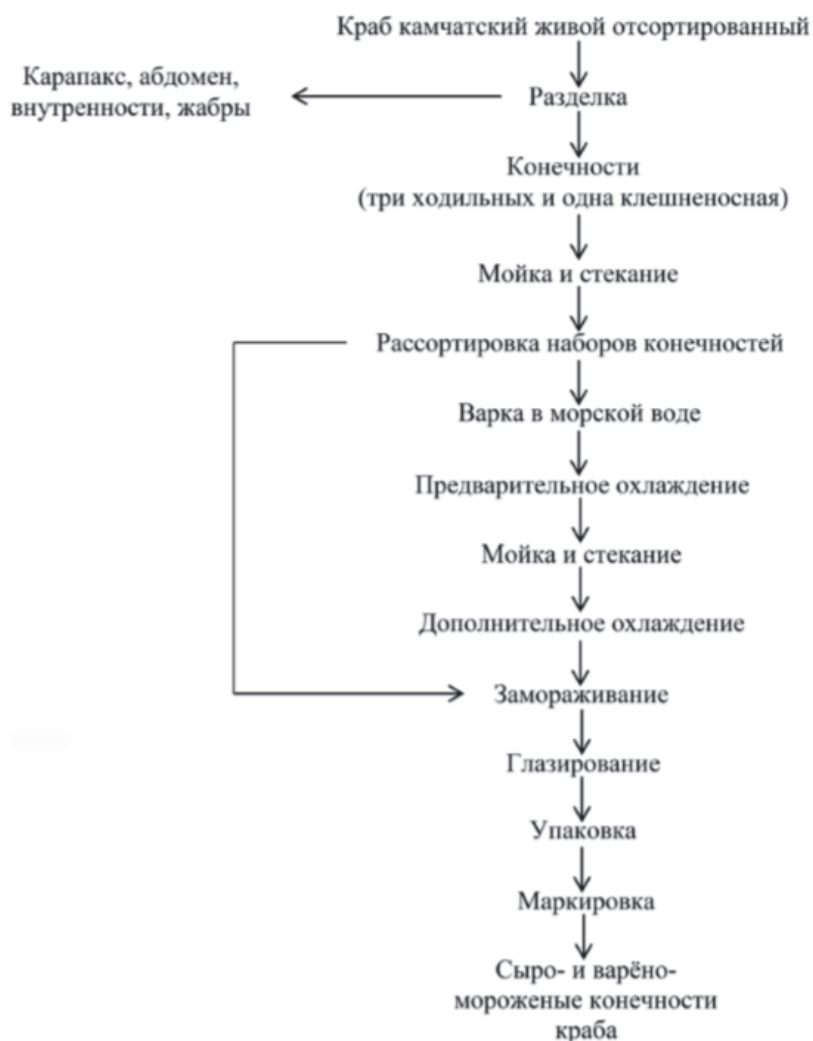 Краб камчатский живой отсортированный
Карапакс, абдомен,
внутренности, жабры
Разделка
Конечности
(три ходильных и одна клешненосная)
Мойка и стекание
Рассортировка наборов конечностей
Варка в морской воде
Предварительное охлаждение
Мойка и стекание
Дополнительное охлаждение
Замораживание
Глазирование
Упаковка
Маркировка
Сыро- и варёно-
мороженые конечности
краба